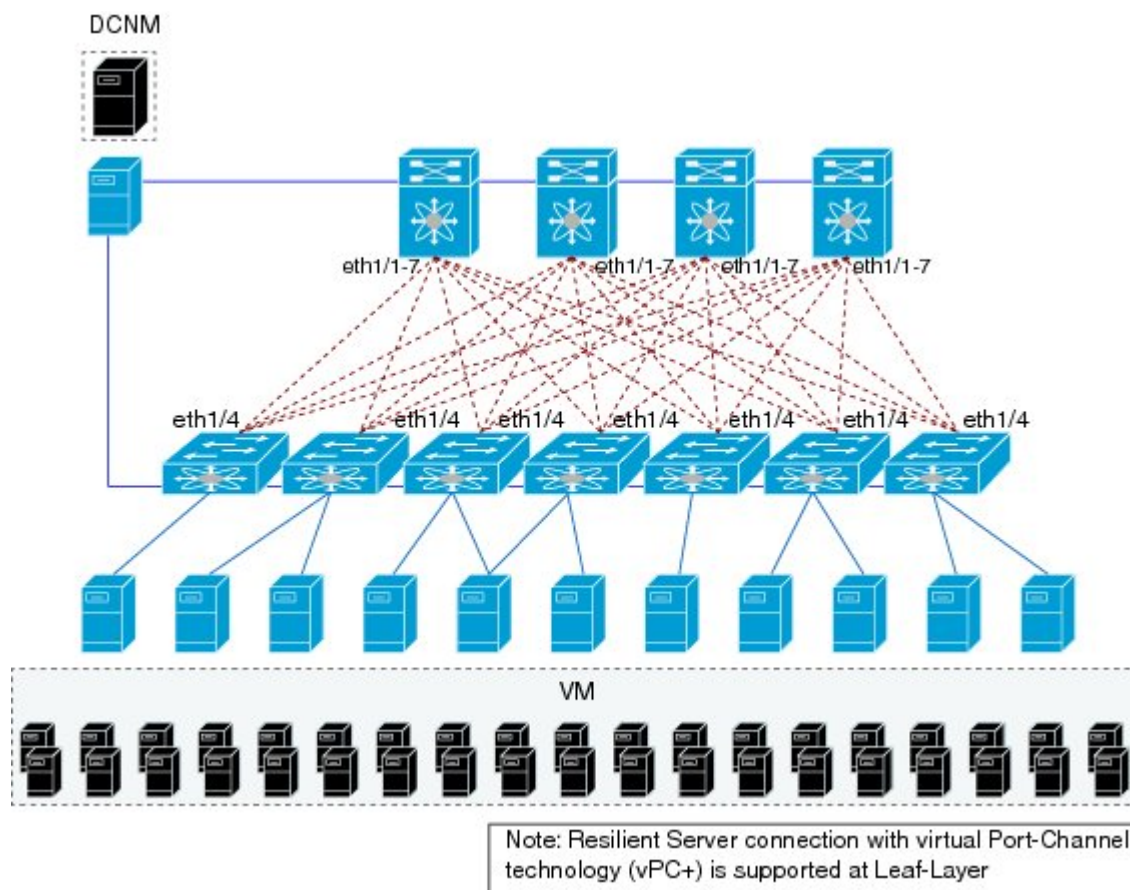 DCNM
eth1/1-7
eth1/1-7
eth1/1-7
eth1/1-7
eth1/4
eth1/4
eth1/4
eth1/4
eth1/4
eth1/4
eth1/4
VM
Note: Resilient Server connection with virtual Port-Channel
technology (vPC+) is supported at Leaf-Layer